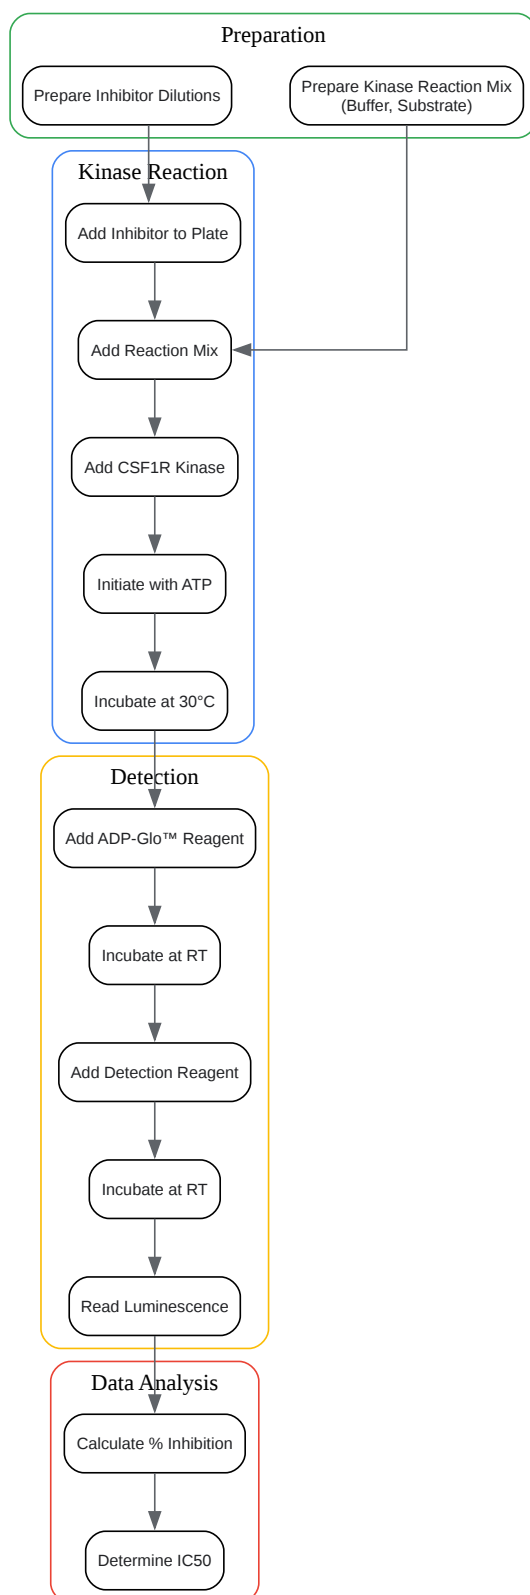 Preparation
Prepare Inhibitor Dilutions
Prepare Kinase Reaction Mix
(Buffer, Substrate)
Kinase Reaction
Add Inhibitor to Plate
Add Reaction Mix
Add CSF1R Kinase
Initiate with ATP
Incubate at 30°C
Detection
Add ADP-Glo™ Reagent
Incubate at RT
Add Detection Reagent
Incubate at RT
Read Luminescence
Data Analysis
Calculate % Inhibition
Determine IC50